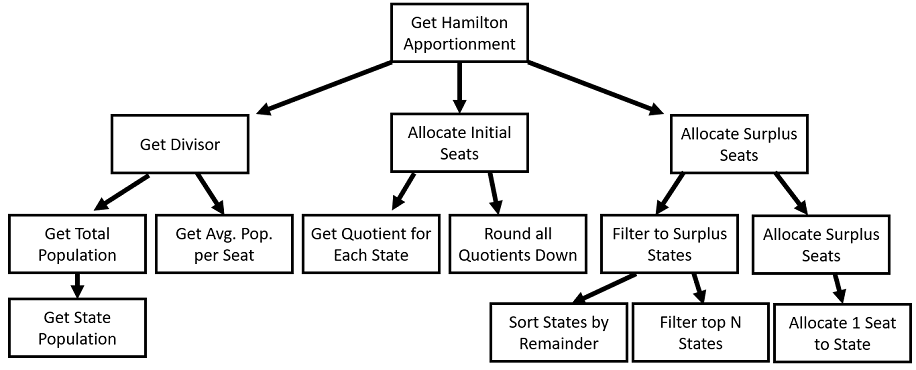 Get Hamilton
Apportionment
Get Divisor
Allocate Initial
Seats
Allocate Surplus
Seats
Get Total
Population
Get Avg. Pop.
per Seat
Get Quotient for
Each State
Round all
Quotients Down
Filter to Surplus
States
Allocate Surplus
Seats
Get State
Population
Sort States by
Remainder
Filter top N
States
Allocate 1 Seat
to State